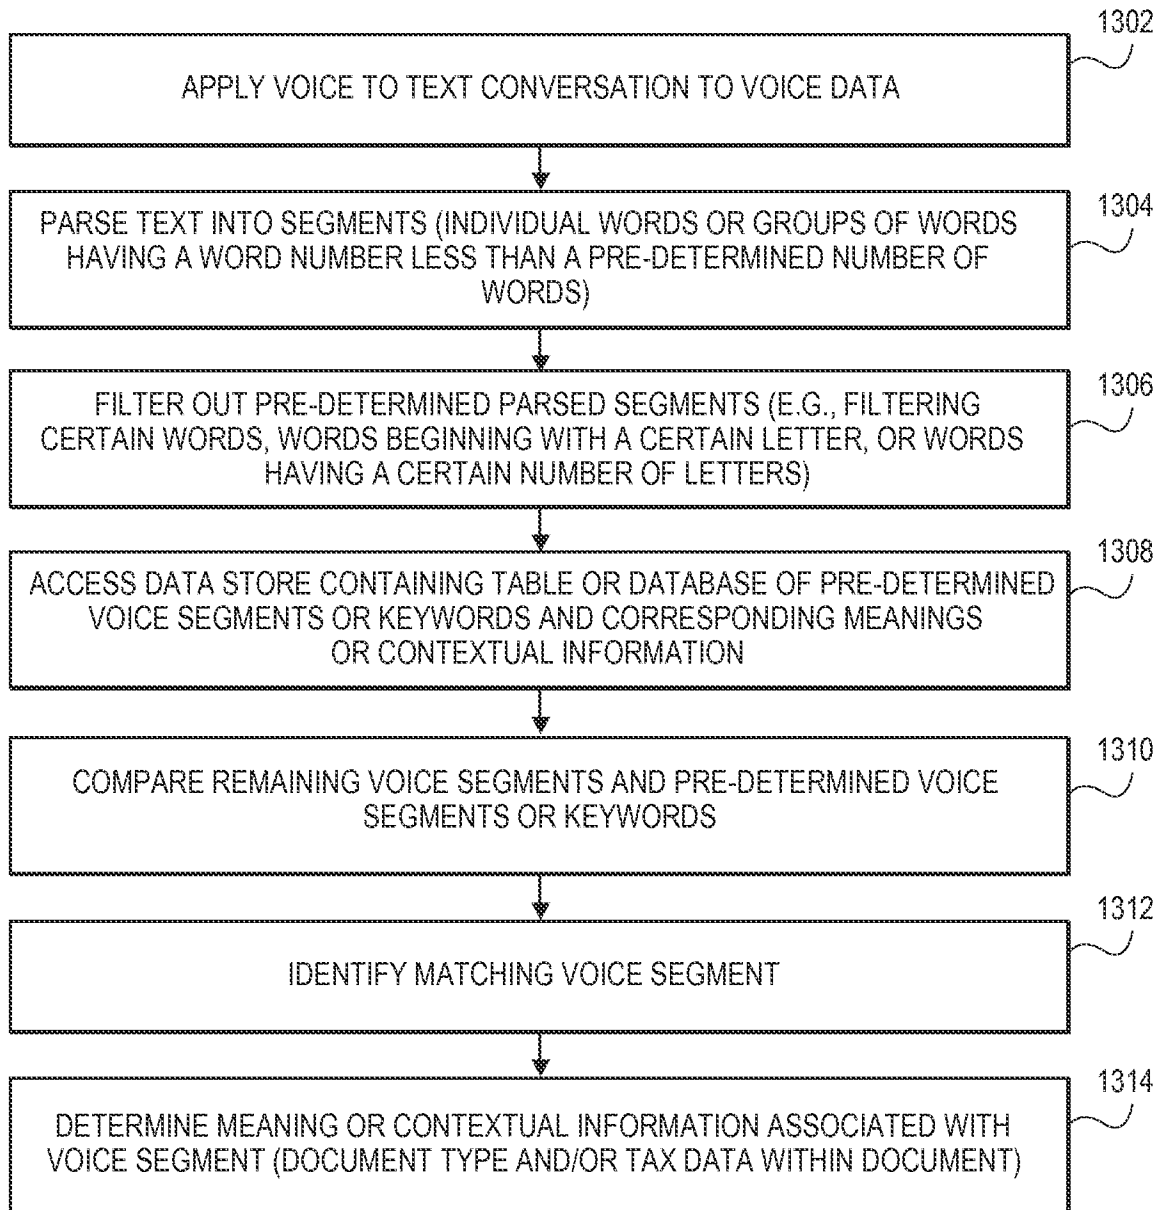 1302
APPLY VOICE TO TEXT CONVERSATION TO VOICE DATA
1304
PARSE TEXT INTO SEGMENTS (INDIVIDUAL WORDS OR GROUPS OF WORDS
HAVING A WORD NUMBER LESS THAN A PRE-DETERMINED NUMBER OF
WORDS)
1306
FILTER OUT PRE-DETERMINED PARSED SEGMENTS (E.G., FILTERING
CERTAIN WORDS, WORDS BEGINNING WITH A CERTAIN LETTER, OR WORDS
HAVING A CERTAIN NUMBER OF LETTERS)
1308
ACCESS DATA STORE CONTAINING TABLE OR DATABASE OF PRE-DETERMINED
VOICE SEGMENTS OR KEYWORDS AND CORRESPONDING MEANINGS
OR CONTEXTUAL INFORMATION
1310
COMPARE REMAINING VOICE SEGMENTS AND PRE-DETERMINED VOICE
SEGMENTS OR KEYWORDS
1312
IDENTIFY MATCHING VOICE SEGMENT
1314
DETERMINE MEANING OR CONTEXTUAL INFORMATION ASSOCIATED WITH
VOICE SEGMENT (DOCUMENT TYPE AND/OR TAX DATA WITHIN DOCUMENT)